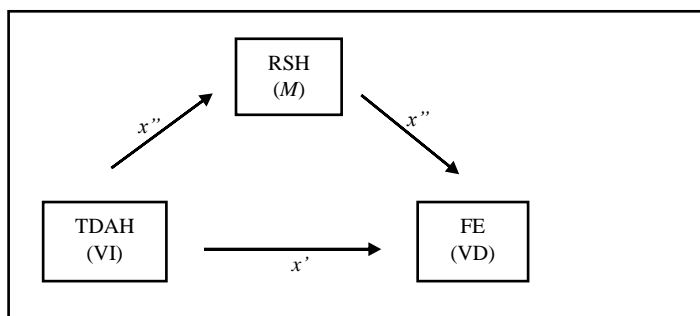 RSH
(M)
x”
x”
TDAH
(VI)
FE
(VD)
x’